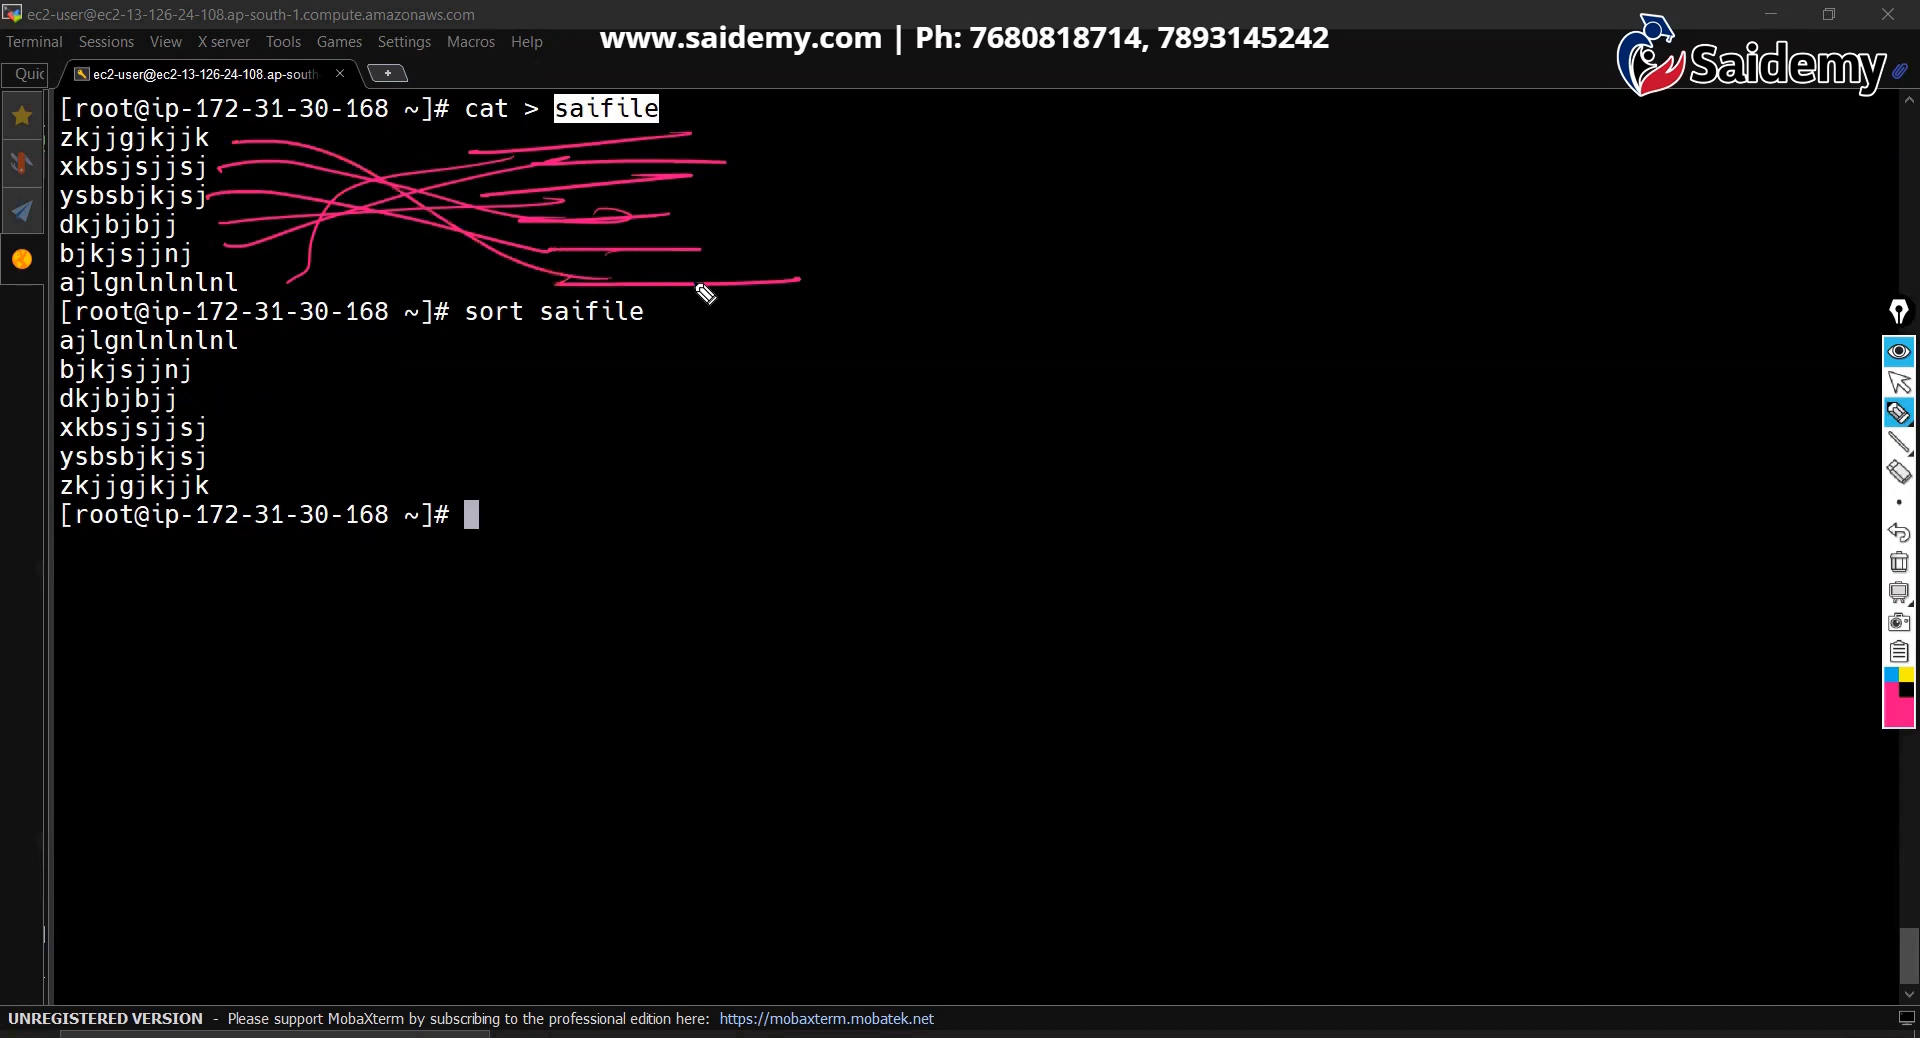 ec2-user@ec2-13-126-24-108.ap-south-1.compute.amazonaws.com
Terminal Sessions View X server Tools Games Settings Macros Help
www.saidemy.com | Ph: 7680818714, 7893145242
Saidemy
Quic
ec2-user@ec2-13-126-24-108.ap-south
[root@ip-172-31-30-168 ~]# cat > saifile
zkjjgjkjjk
xkbsjsjjsj
ysbsbjkjsj
dkjbjbjj
bjkjsjjnj
ajlgnlnlnlnl
[root@ip-172-31-30-168 ~]# sort saifile
ajlgnlnlnlnl
bjkjsjjnj
dkjbjbjj
xkbsjsjjsj
ysbsbjkjsj
zkjjgjkjjk
[root@ip-172-31-30-168 ~]#
UNREGISTERED VERSION - Please support MobaXterm by subscribing to the professional edition here: https://mobaxterm.mobatek.net